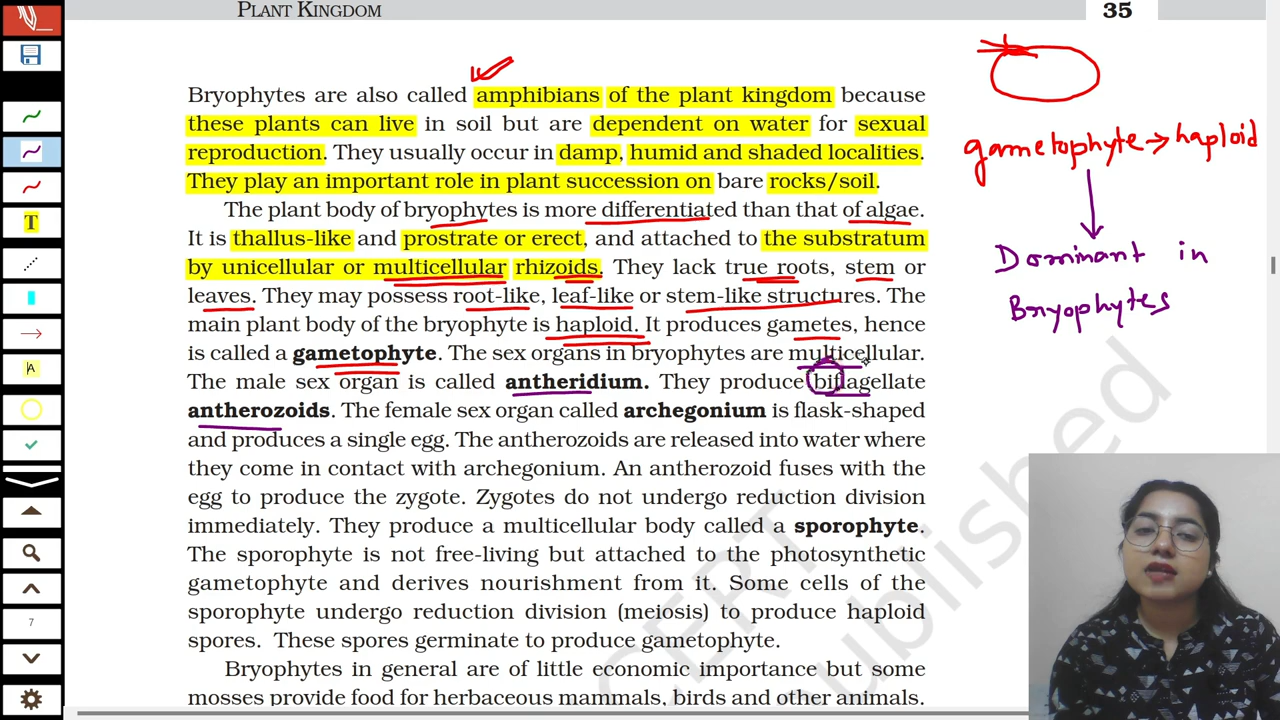 PLANT KINGDOM
35
Bryophytes are also called amphibians of the plant kingdom because
these plants can live in soil but are dependent on water for sexual
reproduction. They usually occur in damp, humid and shaded localities.
They play an important role in plant succession on bare rocks/soil.
The plant body of bryophytes is more differentiated than that of algae.
It is thallus-like and prostrate or erect, and attached to the substratum
by unicellular or multicellular rhizoids. They lack true roots, stem or
leaves. They may possess root-like, leaf-like or stem-like structures. The
main plant body of the bryophyte is haploid. It produces gametes, hence
is called a gametophyte. The sex organs in bryophytes are multicellular.
The male sex organ is called antheridium. They produce biflagellate
antherozoids. The female sex organ called archegonium is flask-shaped
and produces a single egg. The antherozoids are released into water where
they come in contact with archegonium. An antherozoid fuses with the
egg to produce the zygote. Zygotes do not undergo reduction division
immediately. They produce a multicellular body called a sporophyte.
The sporophyte is not free-living but attached to the photosynthetic
gametophyte and derives nourishment from it. Some cells of the
sporophyte undergo reduction division (meiosis) to produce haploid
spores. These spores germinate to produce gametophyte.
Bryophytes in general are of little economic importance but some
mosses provide food for herbaceous mammals, birds and other animals.
gametophyte → haploid
Dominant in
Bryophytes
T
A
7